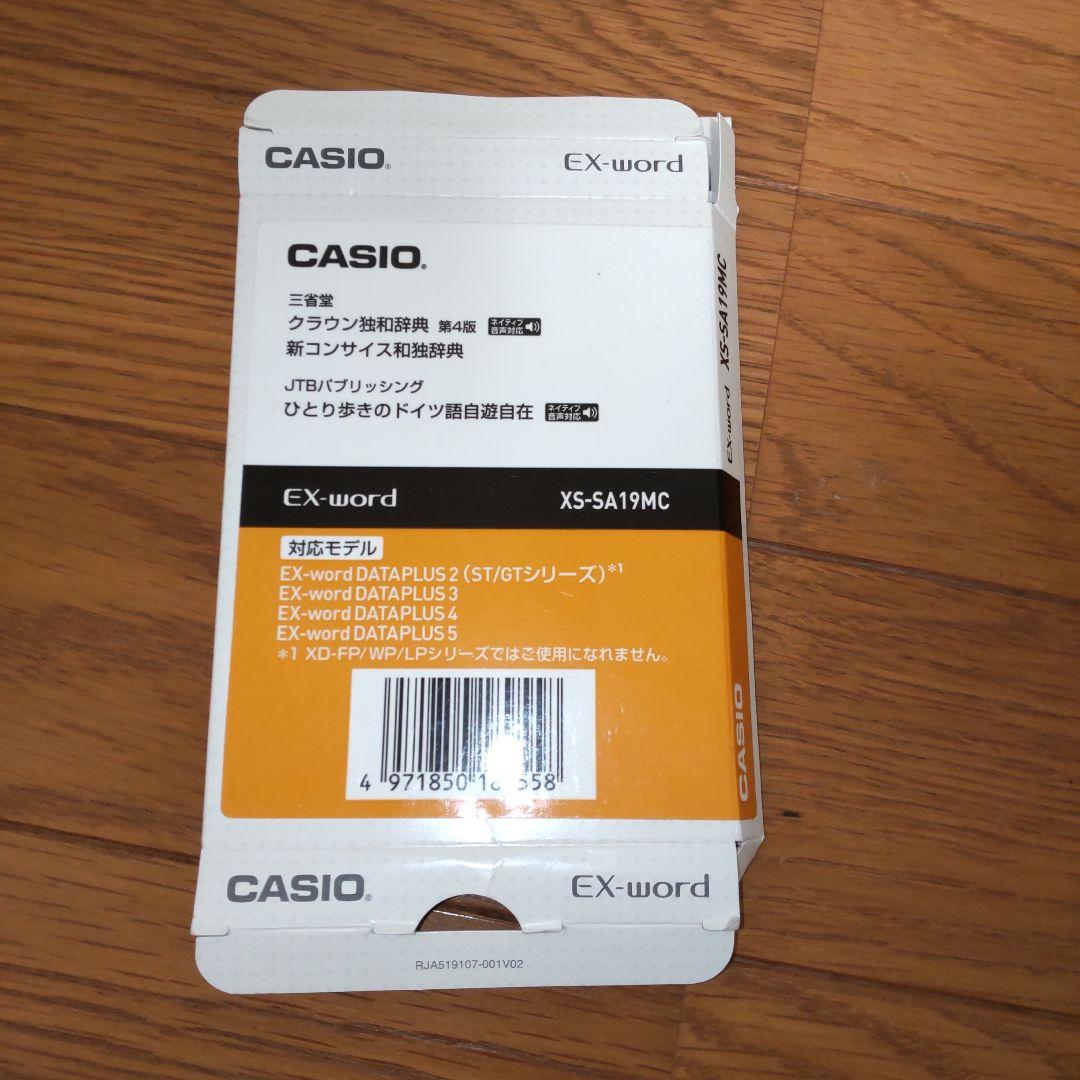 CASIO® EX-word
CASIO®
三省堂
クラウン独和辞典 第4版 ネイティブ音声対応
新コンサイス和独辞典
JTBパブリッシング
ひとり歩きのドイツ語自遊自在 ネイティブ音声対応
EX-word XS-SA19MC
対応モデル
EX-word DATAPLUS 2 (ST/GTシリーズ)*1
EX-word DATAPLUS 3
EX-word DATAPLUS 4
EX-word DATAPLUS 5
*1 XD-FP/WP/LPシリーズではご使用になれません。
4 971850
EX-word XS-SA19MC
CASIO
CASIO® EX-word
RJA519107-001V02